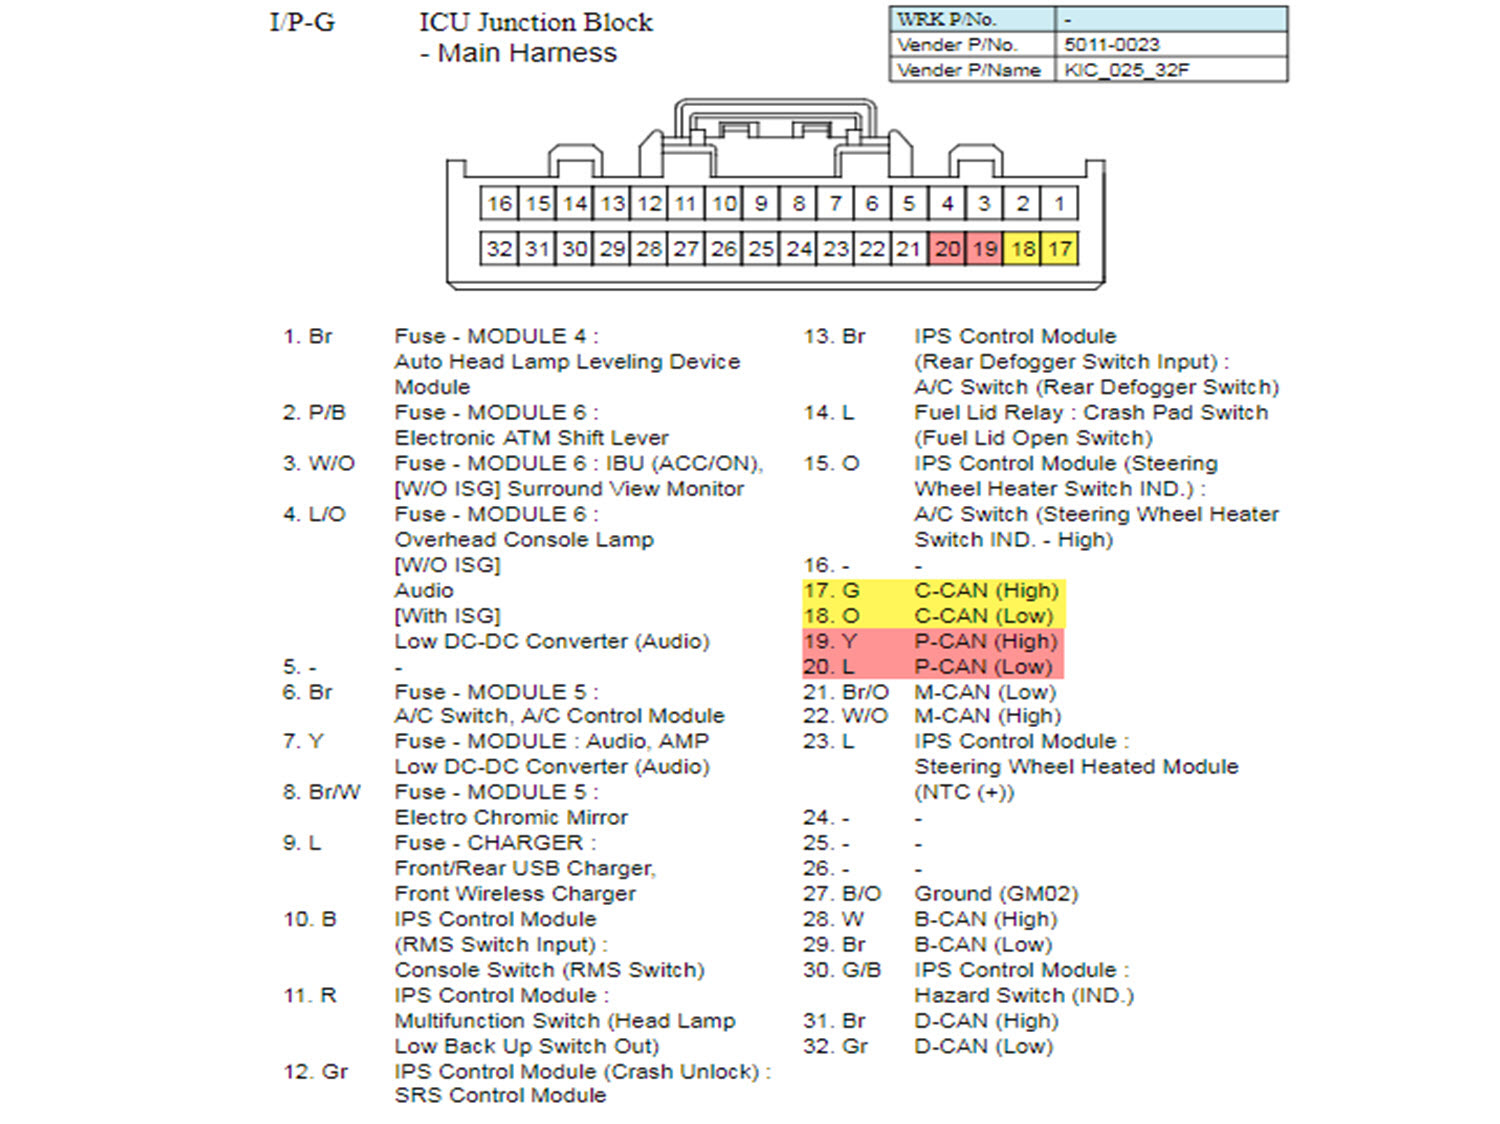 I/P-G
ICU Junction Block
- Main Harness
WRK P/No. -
Vender P/No. 5011-0023
Vender P/Name KIC_025_32F
16 15 14 13 12 11 10 9 8 7 6 5 4 3 2 1
32 31 30 29 28 27 26 25 24 23 22 21 20 19 18 17
1. Br Fuse - MODULE 4 :
Auto Head Lamp Leveling Device
Module
2. P/B Fuse - MODULE 6 :
Electronic ATM Shift Lever
3. W/O Fuse - MODULE 6 : IBU (ACC/ON),
[W/O ISG] Surround View Monitor
4. L/O Fuse - MODULE 6 :
Overhead Console Lamp
[W/O ISG]
Audio
[With ISG]
Low DC-DC Converter (Audio)
5. - -
6. Br Fuse - MODULE 5 :
A/C Switch, A/C Control Module
7. Y Fuse - MODULE : Audio, AMP
Low DC-DC Converter (Audio)
8. Br/W Fuse - MODULE 5 :
Electro Chromic Mirror
9. L Fuse - CHARGER :
Front/Rear USB Charger,
Front Wireless Charger
10. B IPS Control Module
(RMS Switch Input) :
Console Switch (RMS Switch)
11. R IPS Control Module :
Multifunction Switch (Head Lamp
Low Back Up Switch Out)
12. Gr IPS Control Module (Crash Unlock) :
SRS Control Module
13. Br IPS Control Module
(Rear Defogger Switch Input) :
A/C Switch (Rear Defogger Switch)
14. L Fuel Lid Relay : Crash Pad Switch
(Fuel Lid Open Switch)
15. O IPS Control Module (Steering
Wheel Heater Switch IND.) :
A/C Switch (Steering Wheel Heater
Switch IND. - High)
16. - -
17. G C-CAN (High)
18. O C-CAN (Low)
19. Y P-CAN (High)
20. L P-CAN (Low)
21. Br/O M-CAN (Low)
22. W/O M-CAN (High)
23. L IPS Control Module :
Steering Wheel Heated Module
(NTC (+))
24. - -
25. - -
26. - -
27. B/O Ground (GM02)
28. W B-CAN (High)
29. Br B-CAN (Low)
30. G/B IPS Control Module :
Hazard Switch (IND.)
31. Br D-CAN (High)
32. Gr D-CAN (Low)